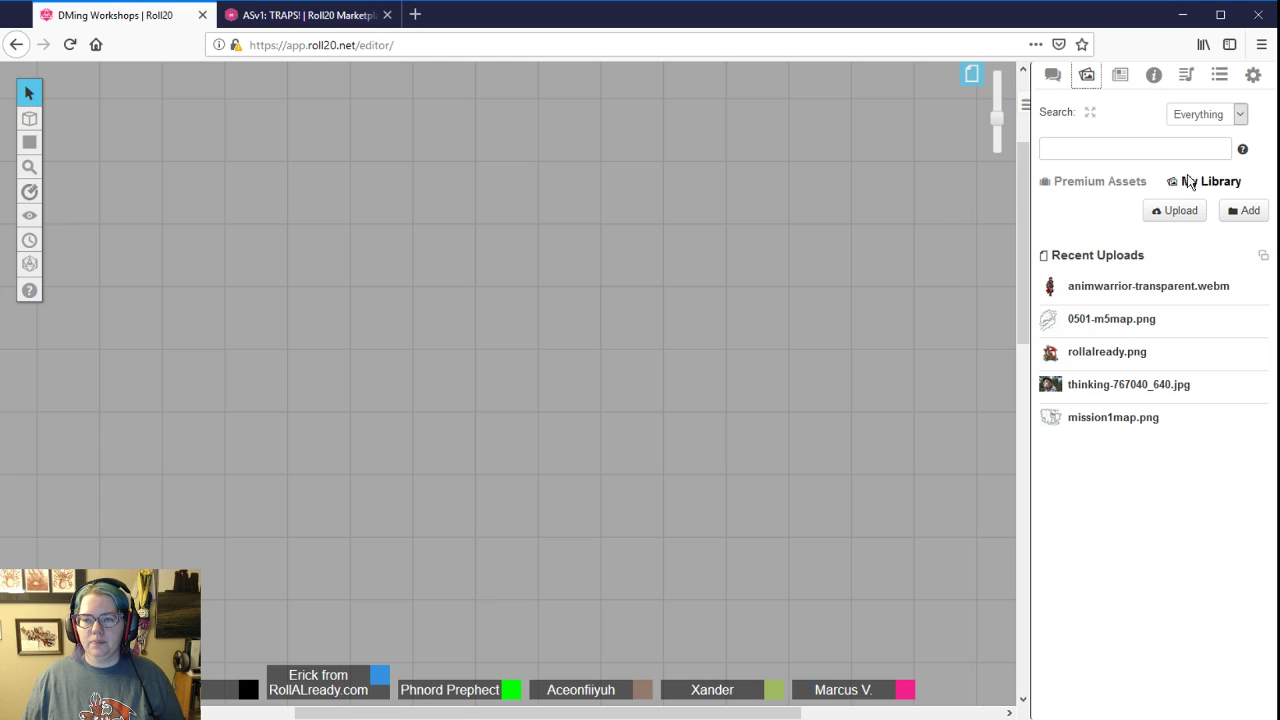 DMing Workshops | Roll20
ASv1: TRAPS! | Roll20 Marketpl
https://app.roll20.net/editor/
Search:
Everything
Premium Assets
My Library
Upload
Add
Recent Uploads
animwarrior-transparent.webm
0501-m5map.png
rollalready.png
thinking-767040_640.jpg
mission1map.png
Erick from
RollALready.com
Phnord Prephect
Aceonfiiyuh
Xander
Marcus V.